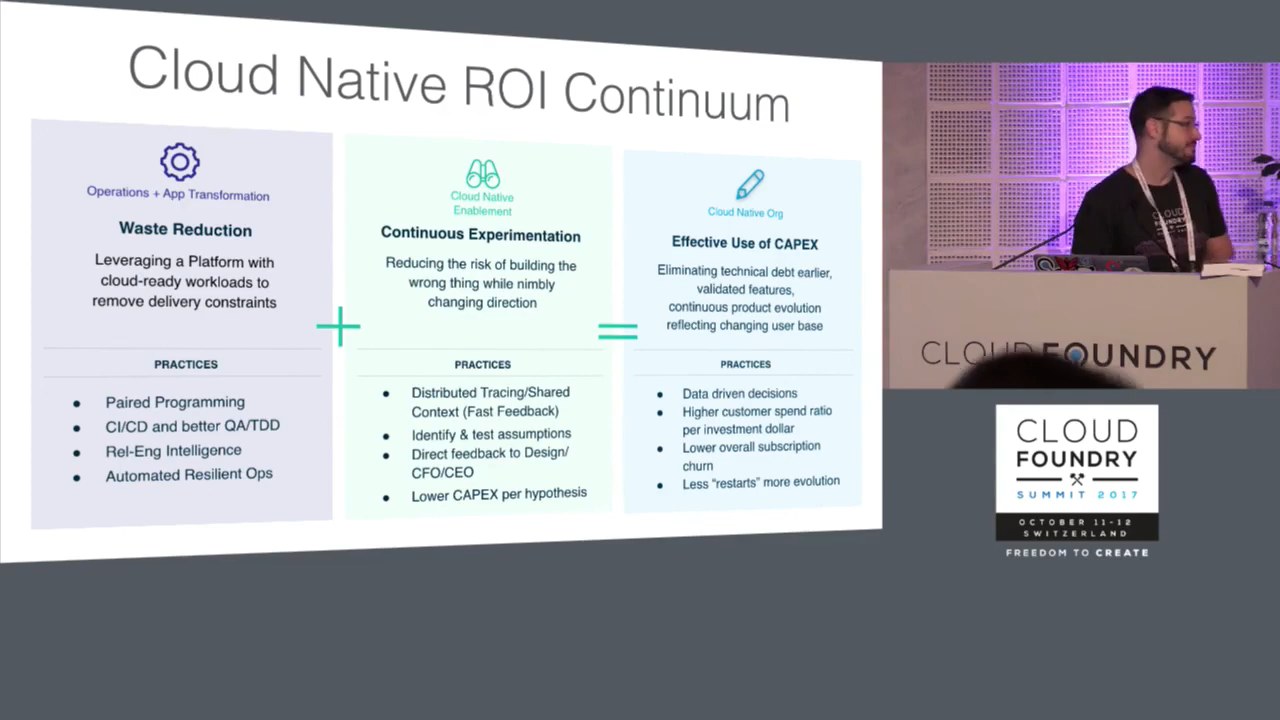 Cloud Native ROI Continuum
Operations + App Transformation
Waste Reduction
Leveraging a Platform with
cloud-ready workloads to
remove delivery constraints
PRACTICES
● Paired Programming
● CI/CD and better QA/TDD
● Rel-Eng Intelligence
● Automated Resilient Ops
+
Cloud Native
Enablement
Continuous Experimentation
Reducing the risk of building the
wrong thing while nimbly
changing direction
PRACTICES
● Distributed Tracing/Shared
Context (Fast Feedback)
● Identify & test assumptions
● Direct feedback to Design/
CFO/CEO
● Lower CAPEX per hypothesis
=
Cloud Native Org
Effective Use of CAPEX
Eliminating technical debt earlier,
validated features,
continuous product evolution
reflecting changing user base
PRACTICES
● Data driven decisions
● Higher customer spend ratio
per investment dollar
● Lower overall subscription
churn
● Less “restarts” more evolution
CLOUD
FOUNDRY
CLOUD FOUNDRY
CLOUD
FOUNDRY
SUMMIT 2017
OCTOBER 11-12
SWITZERLAND
FREEDOM TO CREATE